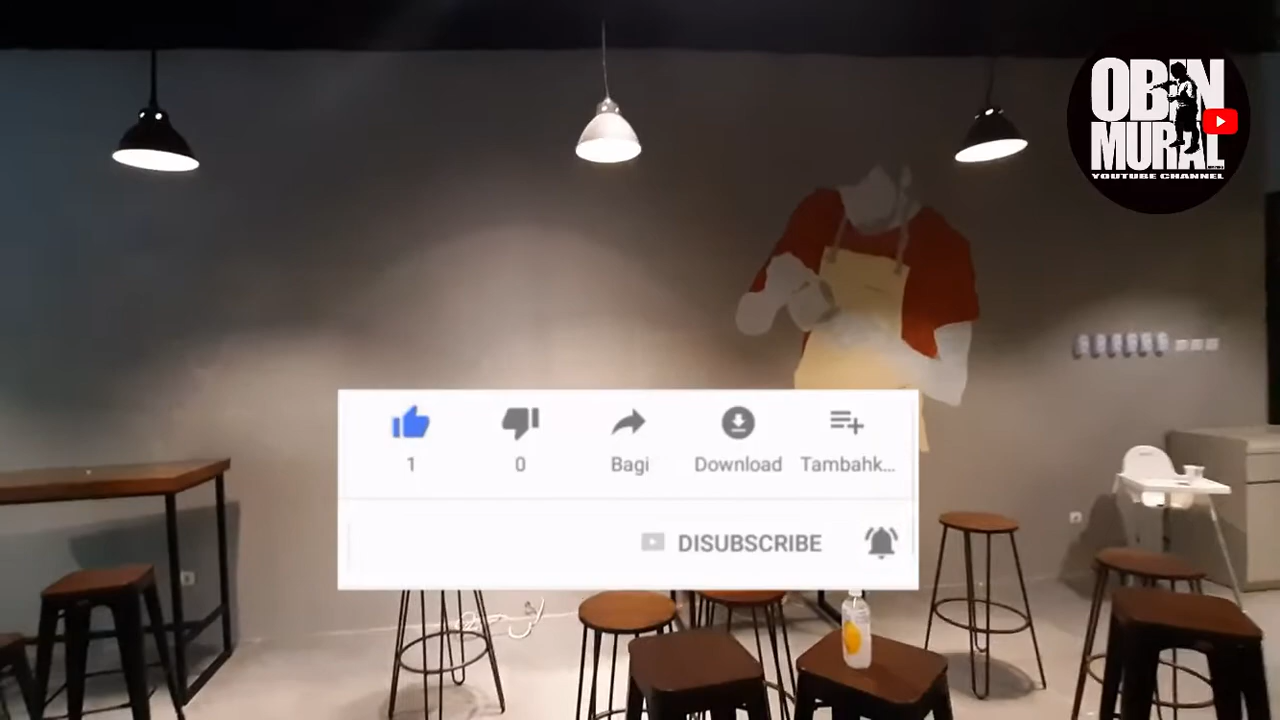 OBIN
MURAL
YOUTUBE CHANNEL
1
0
Bagi
Download
Tambahk...
DISUBSCRIBE